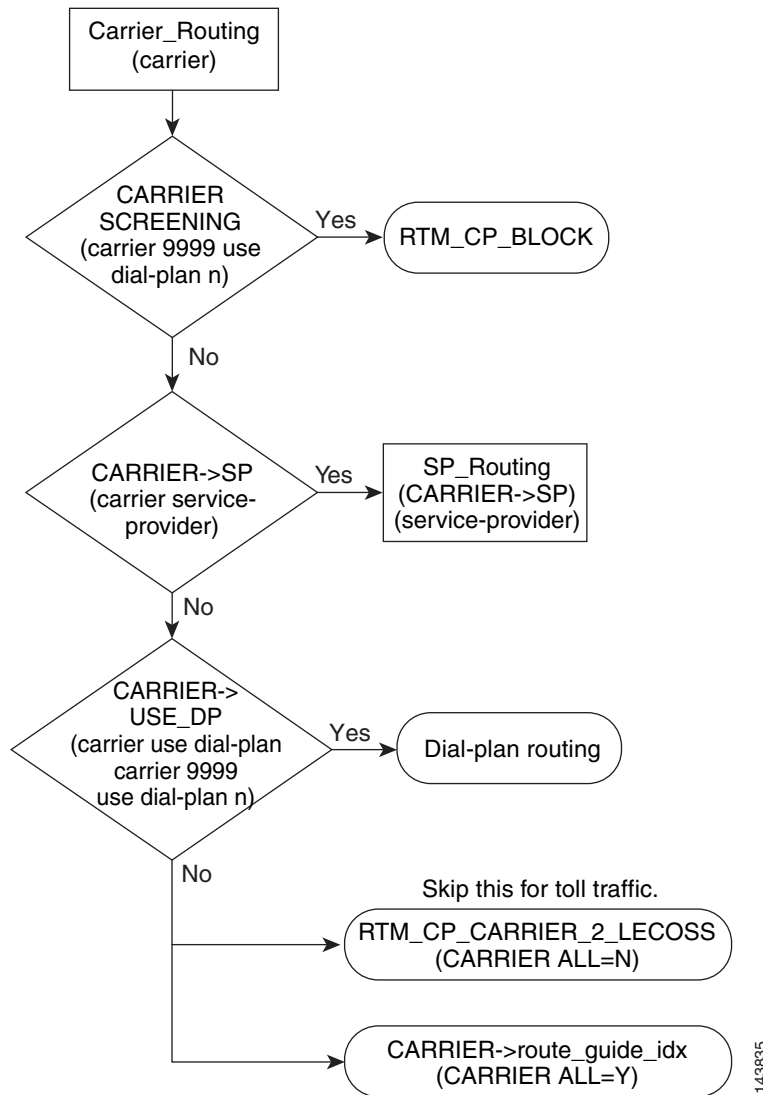 Carrier_Routing
(carrier)
CARRIER
SCREENING
(carrier 9999 use
dial-plan n)
Yes
RTM_CP_BLOCK
No
CARRIER->SP
(carrier service-
provider)
Yes
SP_Routing
(CARRIER->SP)
(service-provider)
No
CARRIER->
USE_DP
(carrier use dial-plan
carrier 9999
use dial-plan n)
Yes
Dial-plan routing
No
Skip this for toll traffic.
RTM_CP_CARRIER_2_LECOSS
(CARRIER ALL=N)
CARRIER->route_guide_idx
(CARRIER ALL=Y)
143835